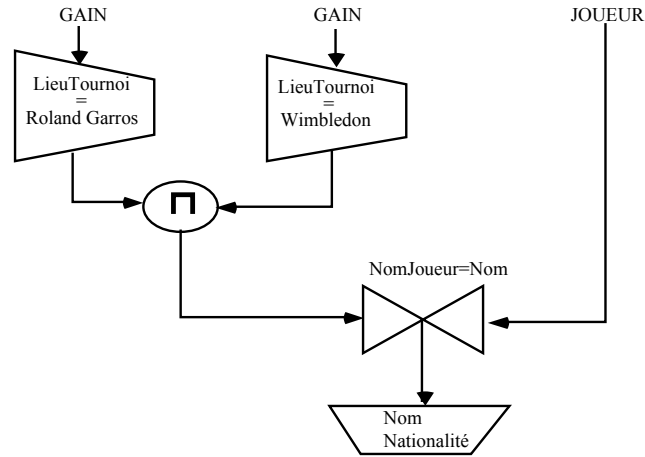 GAIN
GAIN
JOUEUR
LieuTournoi
=
Roland Garros
LieuTournoi
=
Wimbledon
⊓
NomJoueur=Nom
Nom
Nationalité